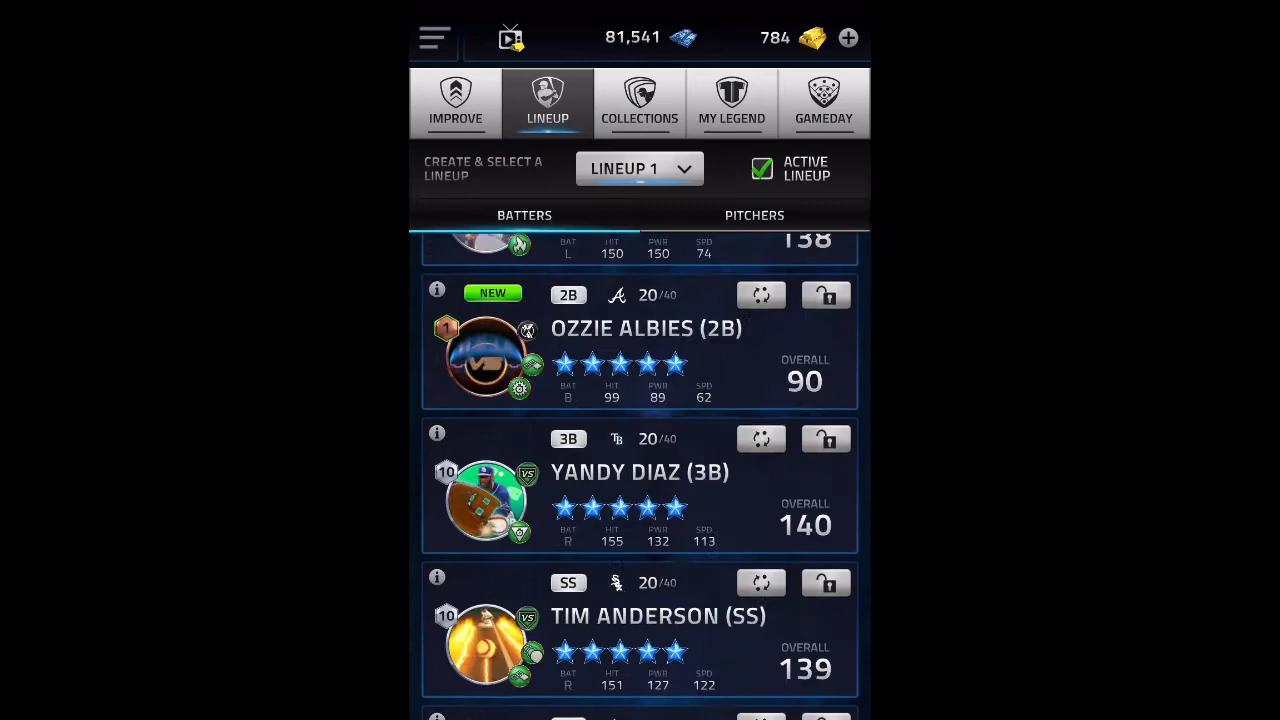 81,541
784
IMPROVE
LINEUP
COLLECTIONS
MY LEGEND
GAMEDAY
CREATE & SELECT A
LINEUP
LINEUP 1
ACTIVE
LINEUP
BATTERS
PITCHERS
BAT HIT PWR SPD
L 150 150 74
138
NEW
2B 20/40
1
OZZIE ALBIES (2B)
OVERALL
90
VS
BAT HIT PWR SPD
B 99 89 62
3B TB 20/40
10
VS
YANDY DIAZ (3B)
OVERALL
140
BAT HIT PWR SPD
R 155 132 113
SS 20/40
10
VS
TIM ANDERSON (SS)
OVERALL
139
BAT HIT PWR SPD
R 151 127 122